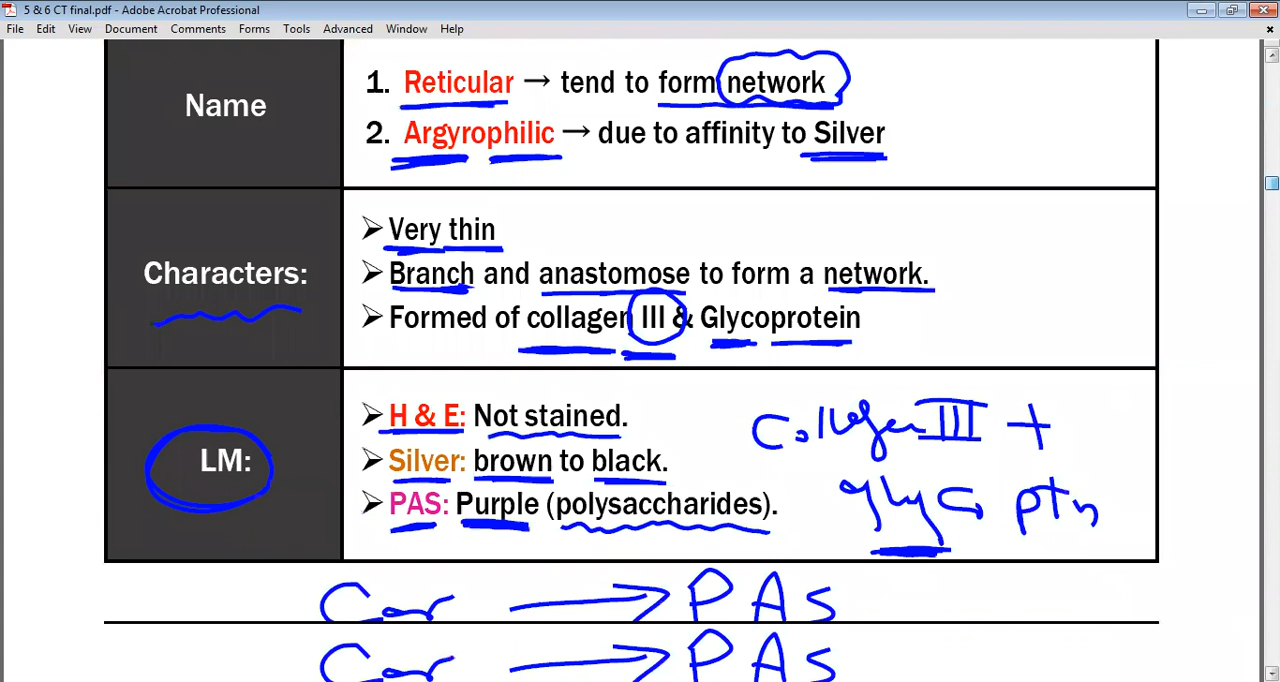 5 & 6 CT final.pdf - Adobe Acrobat Professional
File Edit View Document Comments Forms Tools Advanced Window Help
Name
1. Reticular → tend to form network
2. Argyrophilic → due to affinity to Silver
Characters:
➢ Very thin
➢ Branch and anastomose to form a network.
➢ Formed of collagen III & Glycoprotein
LM:
➢ H & E: Not stained.
➢ Silver: brown to black.
➢ PAS: Purple (polysaccharides).
Collagen III +
glyc ptn
Car → PAS
Car → PAS